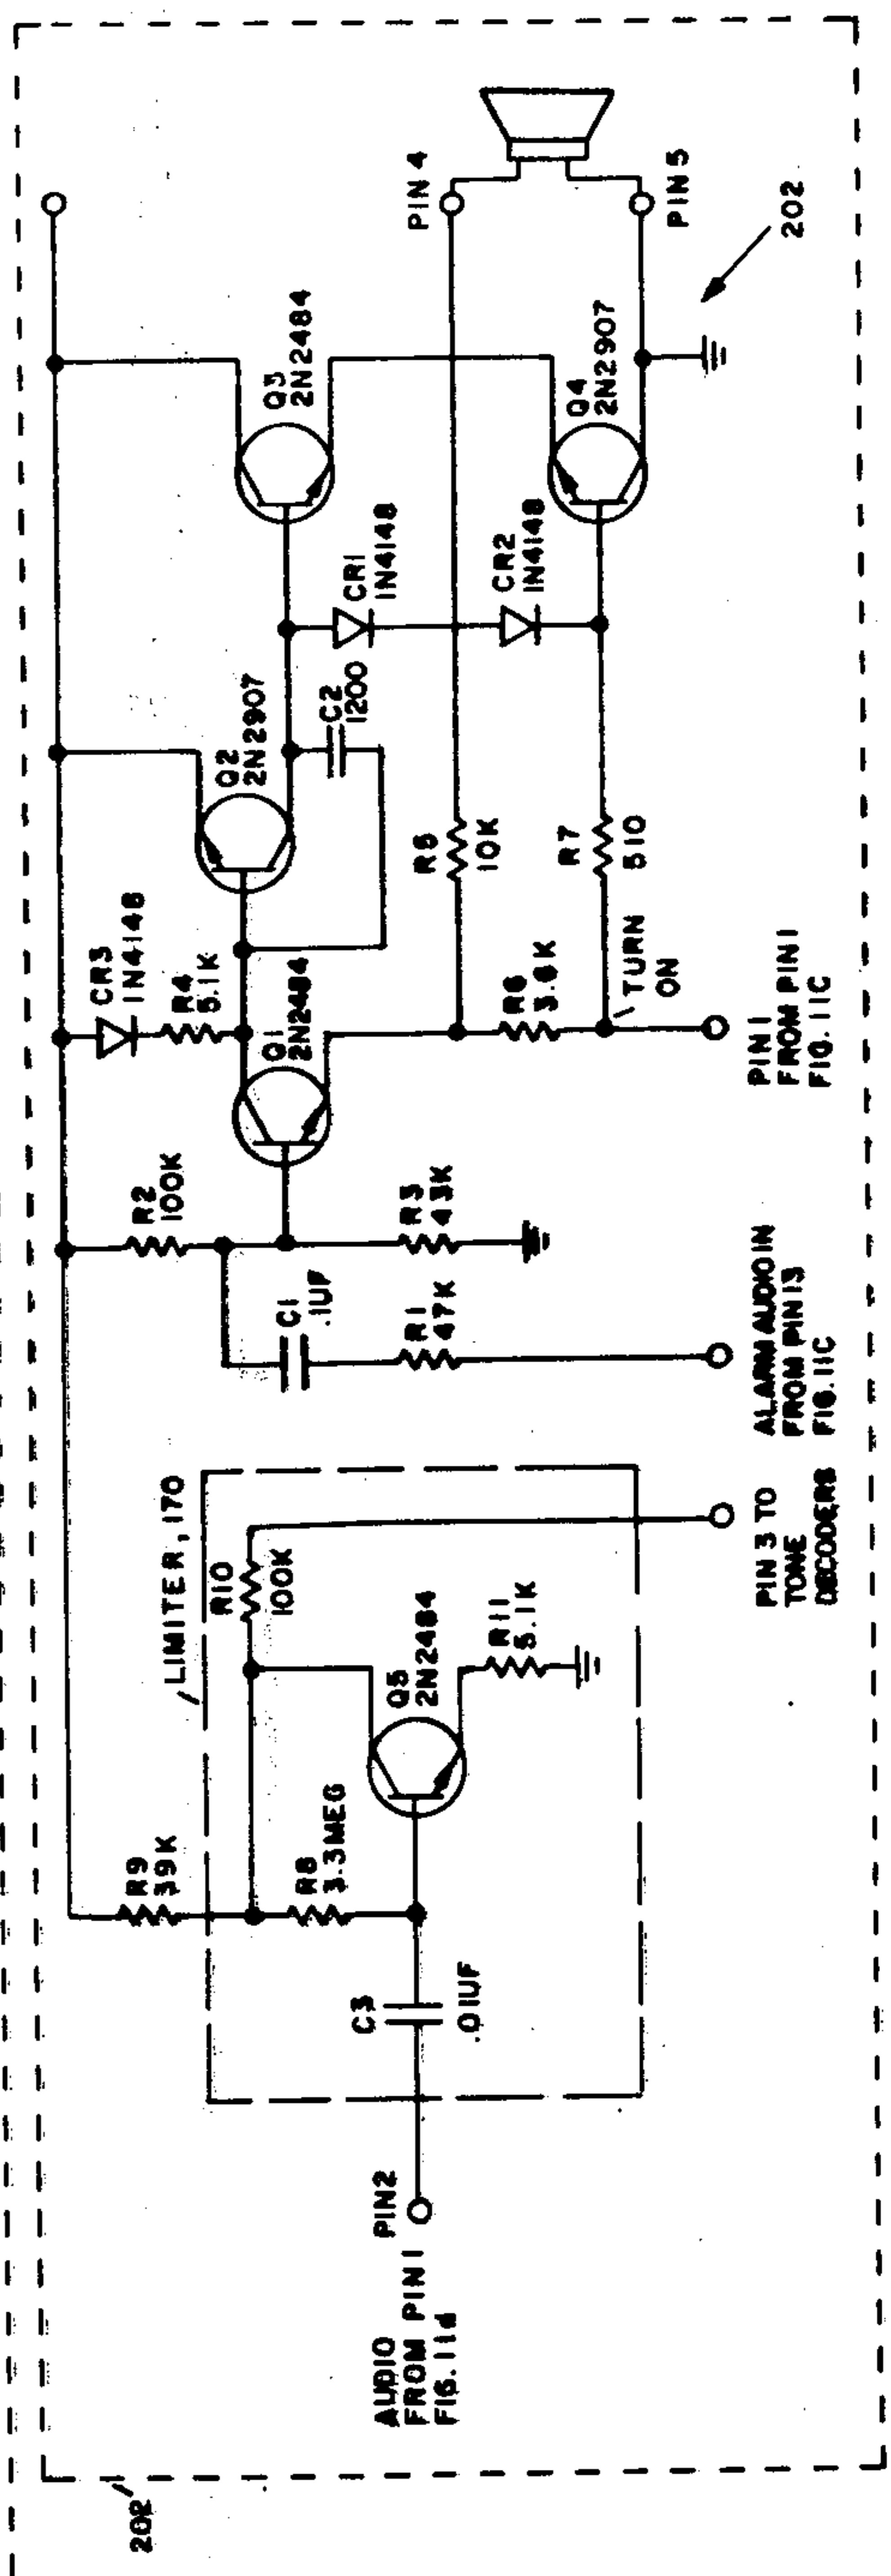 202
AUDIO
FROM PIN 1
FIG. 11d
PIN2
C3
.01UF
R9
39K
R8
3.3MEG
LIMITER, 170
R10
100K
Q5
2N2484
R11
5.1K
PIN 3 TO
TONE
DECODERS
C1
.1UF
R1
47K
ALARM AUDIO IN
FROM PIN 13
FIG. 11C
R2
100K
R3
43K
Q1
2N2484
CR3
1N4148
R4
5.1K
R6
3.6K
TURN
ON
PIN 1
FROM PIN 1
FIG. 11C
Q2
2N2907
C2
1200
R5
10K
R7
510
CR1
1N4148
CR2
1N4148
Q3
2N2484
Q4
2N2907
PIN 4
PIN 5
202